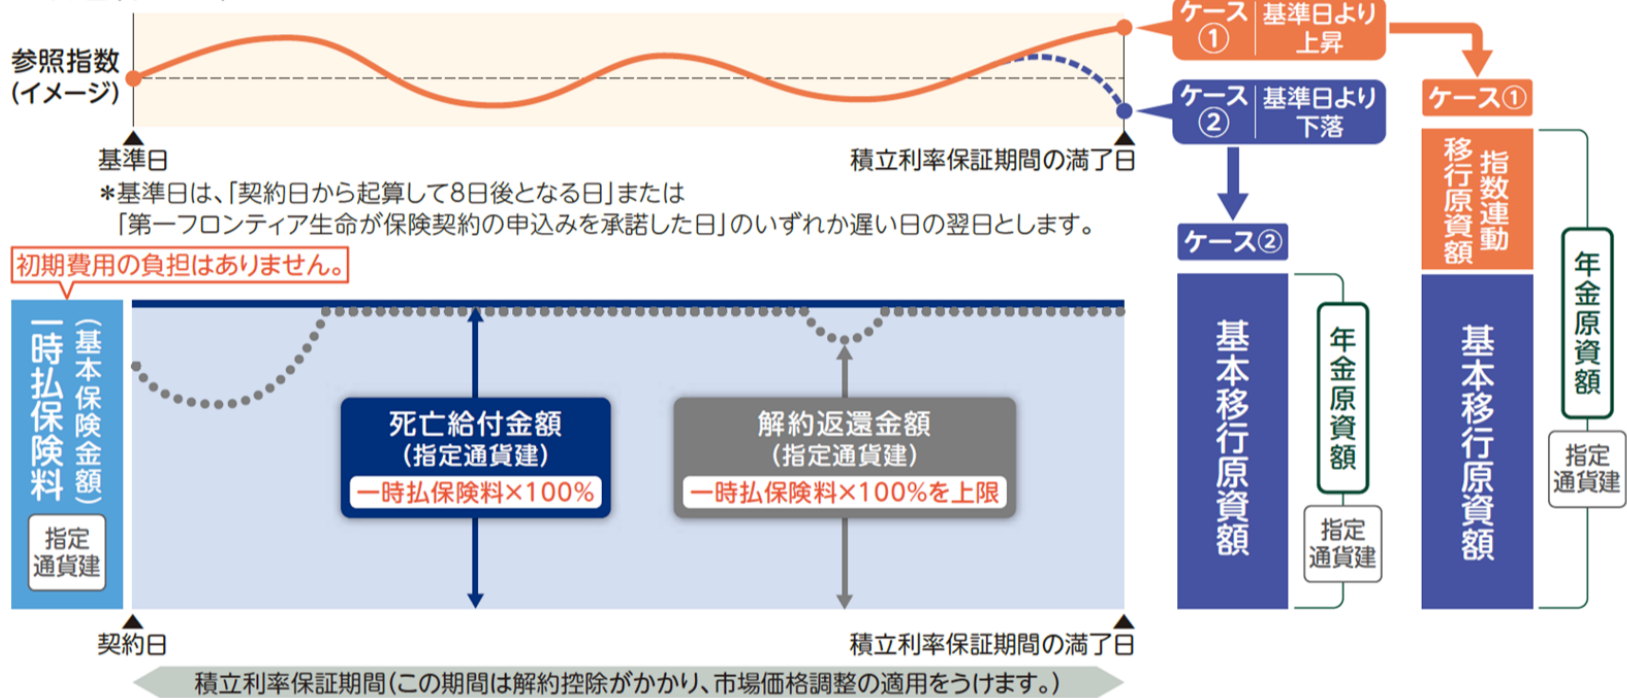 参照指数
(イメージ)
基準日
積立利率保証期間の満了日
ケース
①
基準日より
上昇
ケース
②
基準日より
下落
*基準日は、「契約日から起算して8日後となる日」または
「第一フロンティア生命が保険契約の申込みを承諾した日」のいずれか遅い日の翌日とします。
初期費用の負担はありません。
一時払保険料
(基本保険金額)
指定
通貨建
死亡給付金額
(指定通貨建)
一時払保険料×100%
解約返還金額
(指定通貨建)
一時払保険料×100%を上限
契約日
積立利率保証期間の満了日
積立利率保証期間(この期間は解約控除がかかり、市場価格調整の適用をうけます。)
ケース②
基本移行原資額
年金原資額
指定
通貨建
ケース①
指数連動
移行原資額
基本移行原資額
年金原資額
指定
通貨建